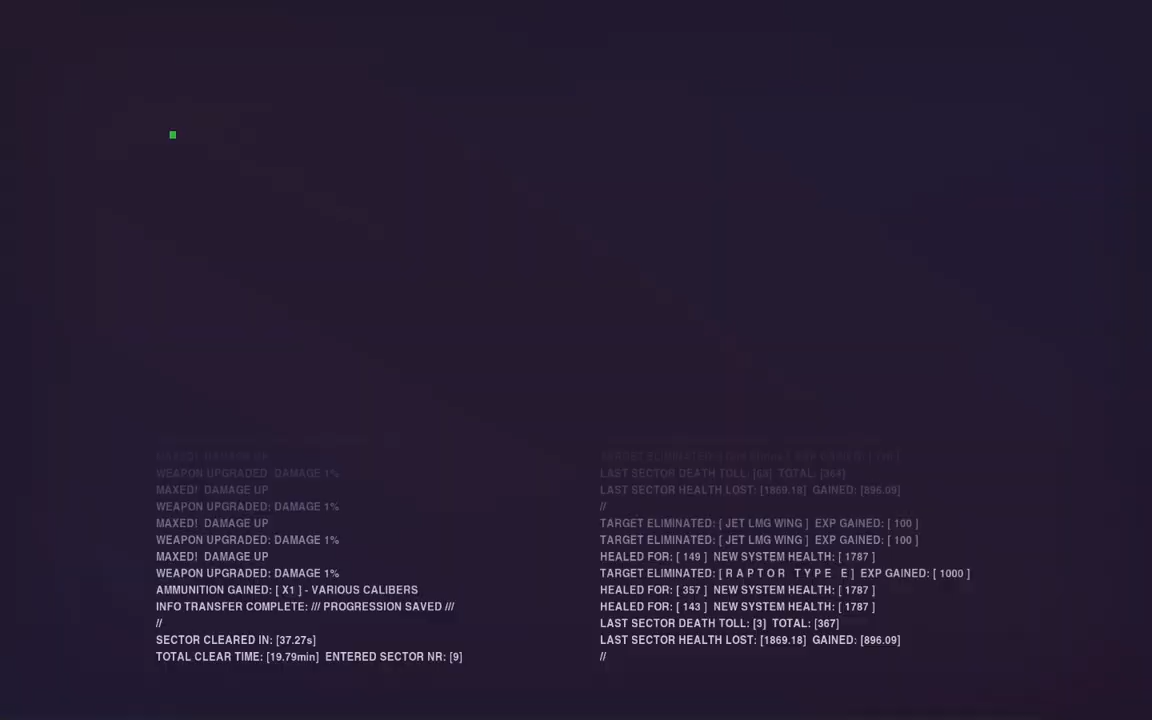 MAXED!  DAMAGE UP
WEAPON UPGRADED: DAMAGE 1%
MAXED!  DAMAGE UP
WEAPON UPGRADED: DAMAGE 1%
MAXED!  DAMAGE UP
WEAPON UPGRADED: DAMAGE 1%
MAXED!  DAMAGE UP
WEAPON UPGRADED: DAMAGE 1%
AMMUNITION GAINED: [ X1 ] - VARIOUS CALIBERS
INFO TRANSFER COMPLETE: /// PROGRESSION SAVED ///
//
SECTOR CLEARED IN: [37.27s]
TOTAL CLEAR TIME: [19.79min]  ENTERED SECTOR NR: [9]
TARGET ELIMINATED:
LAST SECTOR DEATH TOLL: [63]  TOTAL: [364]
LAST SECTOR HEALTH LOST: [1869.18]  GAINED: [896.09]
//
TARGET ELIMINATED: [ JET LMG WING ]  EXP GAINED: [ 100 ]
TARGET ELIMINATED: [ JET LMG WING ]  EXP GAINED: [ 100 ]
HEALED FOR: [ 149 ]  NEW SYSTEM HEALTH: [ 1787 ]
TARGET ELIMINATED: [ R A P T O R   T Y P E   E ]  EXP GAINED: [ 1000 ]
HEALED FOR: [ 357 ]  NEW SYSTEM HEALTH: [ 1787 ]
HEALED FOR: [ 143 ]  NEW SYSTEM HEALTH: [ 1787 ]
LAST SECTOR DEATH TOLL: [3]  TOTAL: [367]
LAST SECTOR HEALTH LOST: [1869.18]  GAINED: [896.09]
//